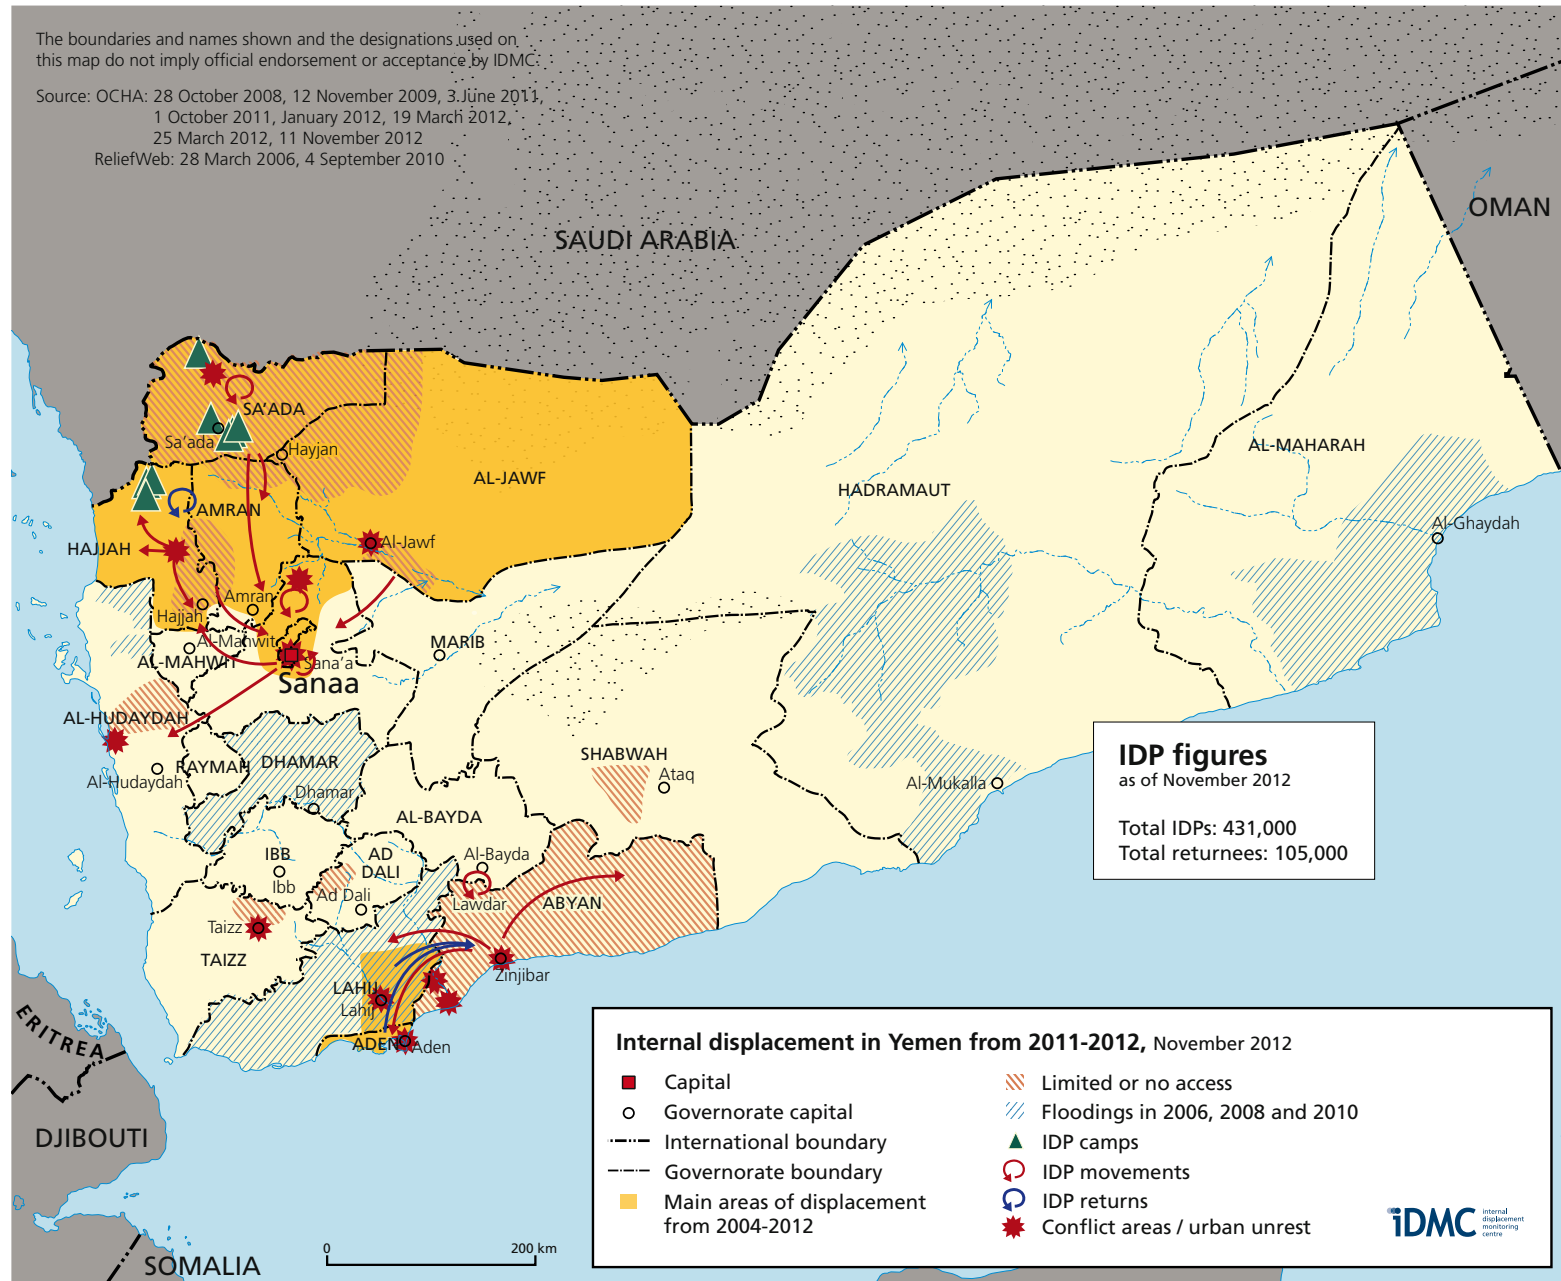 The boundaries and names shown and the designations used on
this map do not imply official endorsement or acceptance by IDMC.
Source: OCHA: 28 October 2008, 12 November 2009, 3 June 2011,
1 October 2011, January 2012, 19 March 2012,
25 March 2012, 11 November 2012
ReliefWeb: 28 March 2006, 4 September 2010
SAUDI ARABIA
OMAN
SA'ADA
Sa'ada
Hayjan
AL-JAWF
AL-MAHARAH
HADRAMAUT
AMRAN
Al-Ghaydah
HAJJAH
Al-Jawf
Amran
Hajjah
Al-Mahwit
MARIB
AL-MAHWIT
Sana'a
Sanaa
AL-HUDAYDAH
SHABWAH
RAYMAH
DHAMAR
Ataq
Al-Hudaydah
Al-Mukalla
Dhamar
AL-BAYDA
IBB
AD
DALI
Al-Bayda
Ibb
Ad Dali
Lawdar
ABYAN
Taizz
TAIZZ
Zinjibar
LAHIJ
Lahij
ADEN
Aden
ERITREA
DJIBOUTI
SOMALIA
IDP figures
as of November 2012
Total IDPs: 431,000
Total returnees: 105,000
Internal displacement in Yemen from 2011-2012, November 2012
Capital
Governorate capital
International boundary
Governorate boundary
Main areas of displacement
from 2004-2012
Limited or no access
Floodings in 2006, 2008 and 2010
IDP camps
IDP movements
IDP returns
Conflict areas / urban unrest
iDMC
internal
displacement
monitoring
centre
0 200 km